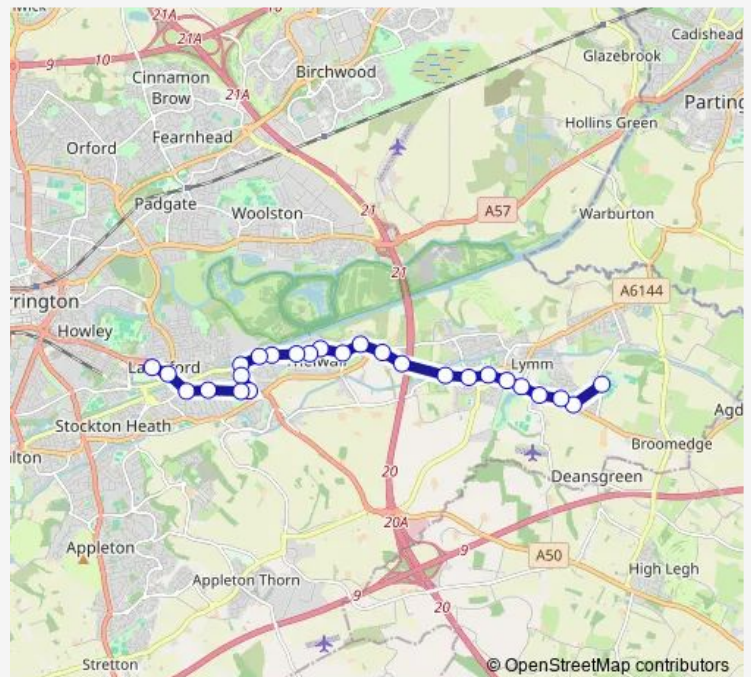 21A
Cadishead
21A
9
10
Glazebrook
Cinnamon
Brow
Birchwood
21A
Parting
Fearnhead
Hollins Green
Orford
Padgate
Woolston
21
A57
Warburton
21
A6144
rrington
Howley
Lymm
Stockton Heath
Agd
Broomedge
lton
Deansgreen
20
20A
Appleton
A50
9
High Legh
Appleton Thorn
9
20
Stretton
© OpenStreetMap contributors